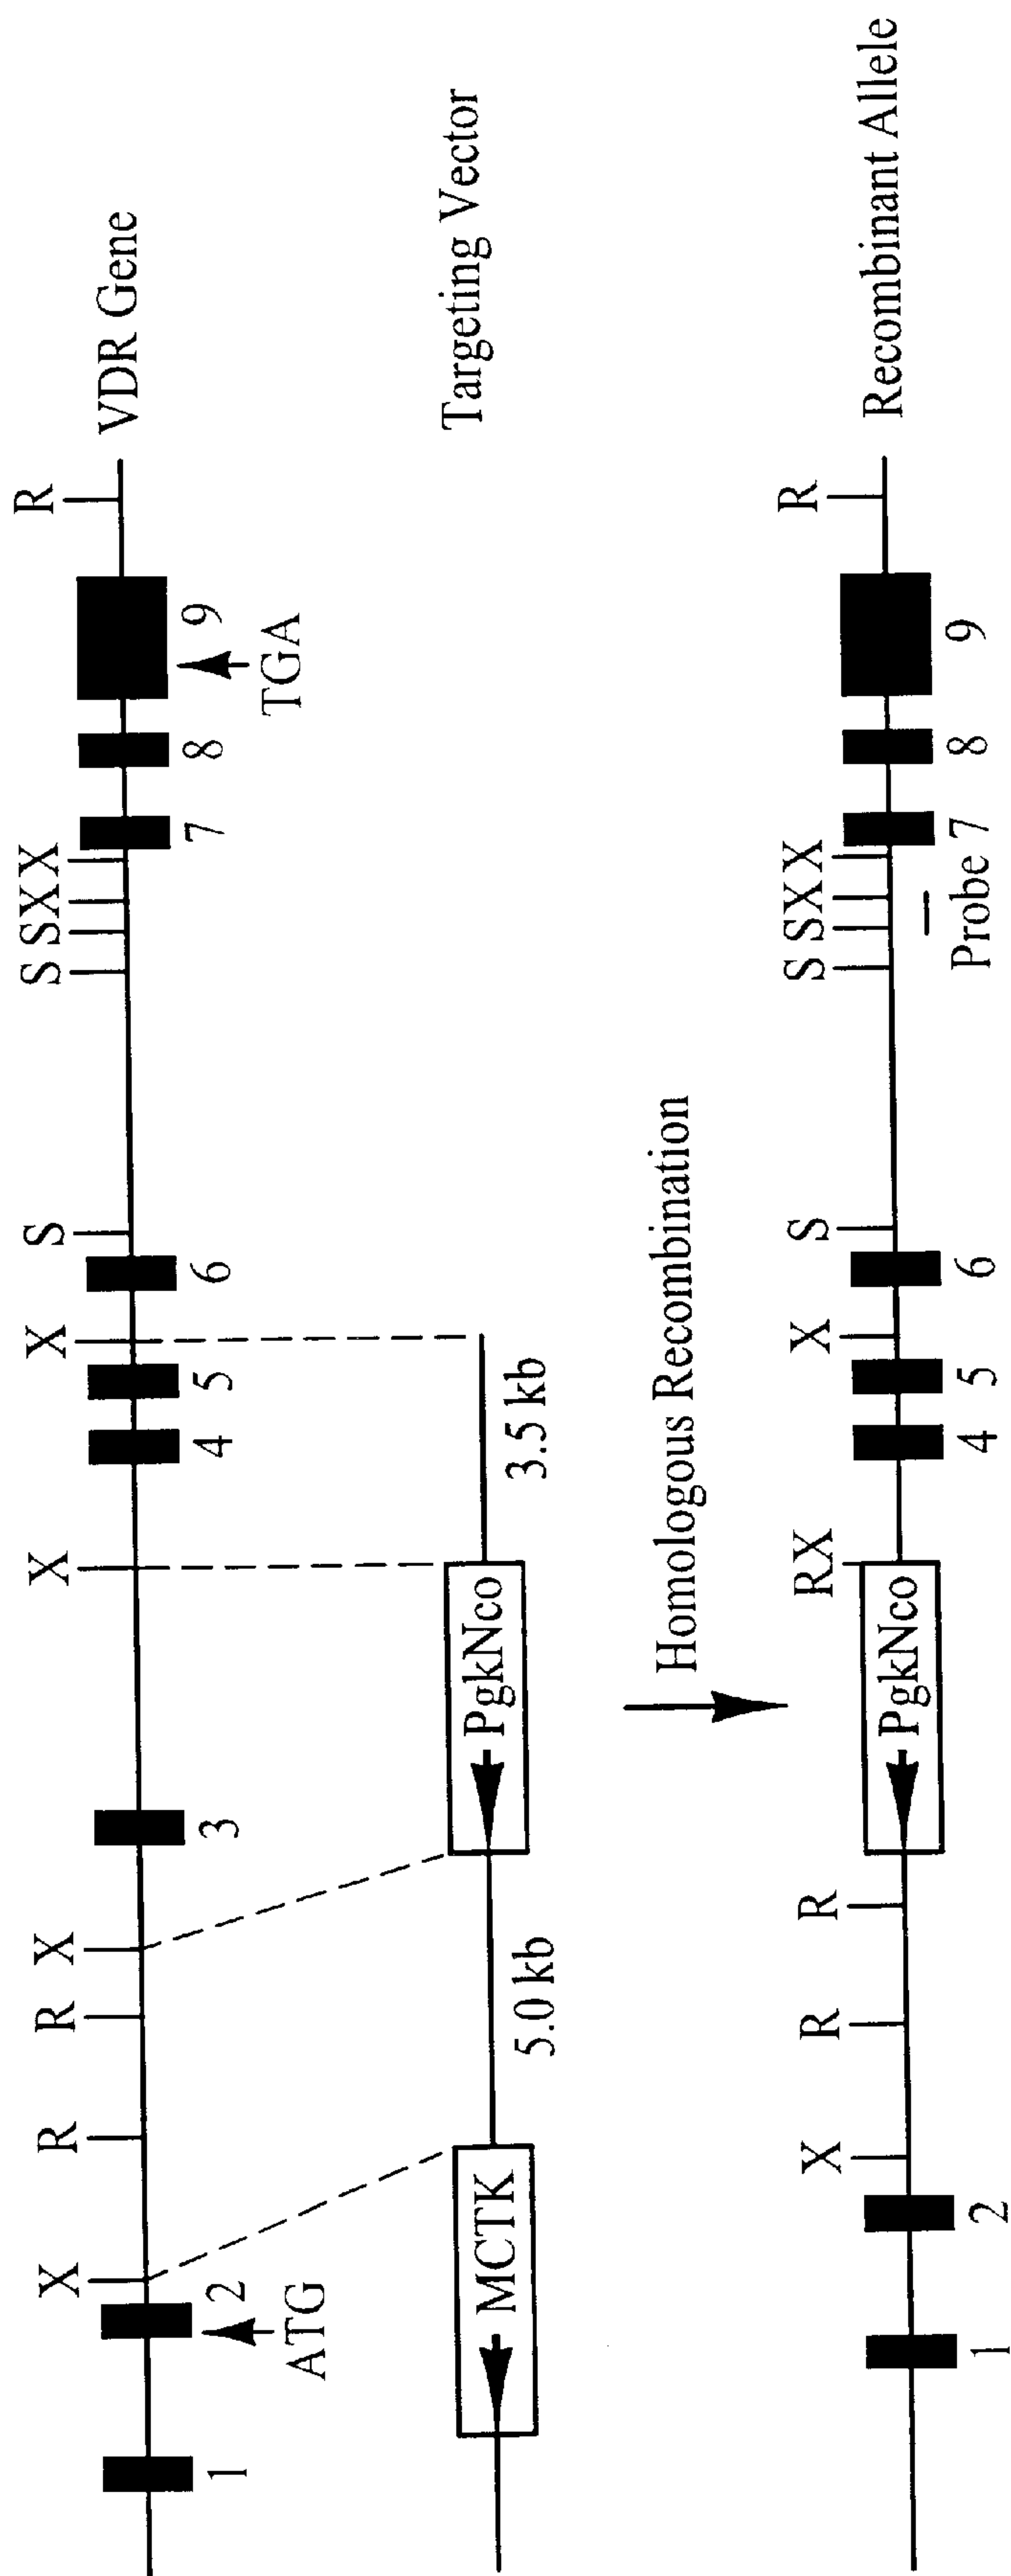 X R R X X X S S S X X R
1 2 3 4 5 6 7 8 9 VDR Gene
ATG TGA
MCTK 5.0 kb PgkNco 3.5 kb Targeting Vector
Homologous Recombination
X R R RX X S S S X X R
PgkNco Recombinant Allele
1 2 4 5 6 Probe 7 8 9